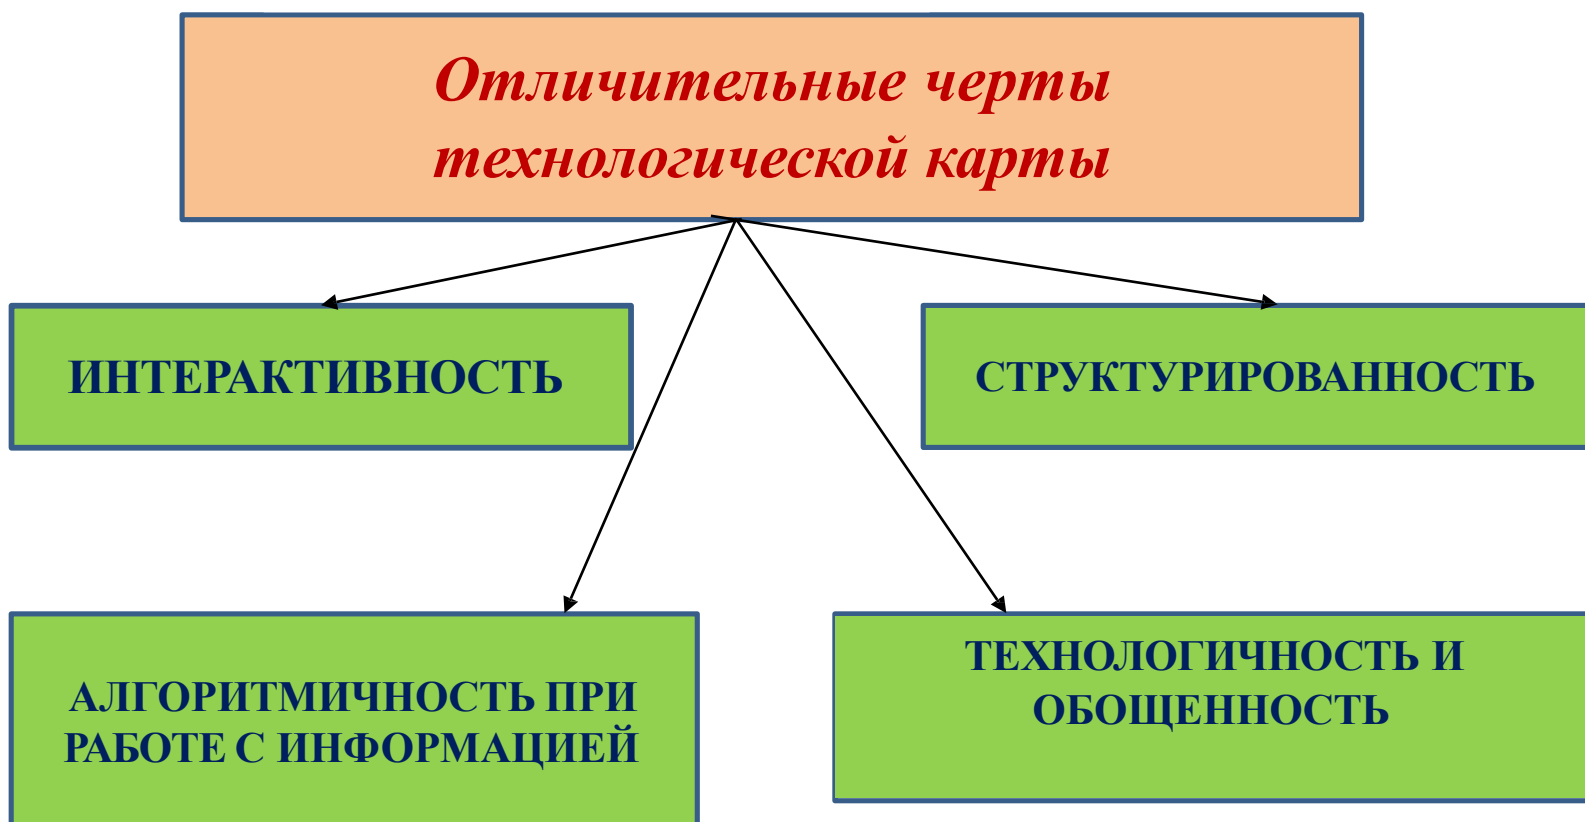 Отличительные черты
технологической карты
ИНТЕРАКТИВНОСТЬ
СТРУКТУРИРОВАННОСТЬ
АЛГОРИТМИЧНОСТЬ ПРИ
РАБОТЕ С ИНФОРМАЦИЕЙ
ТЕХНОЛОГИЧНОСТЬ И
ОБОЩЕННОСТЬ